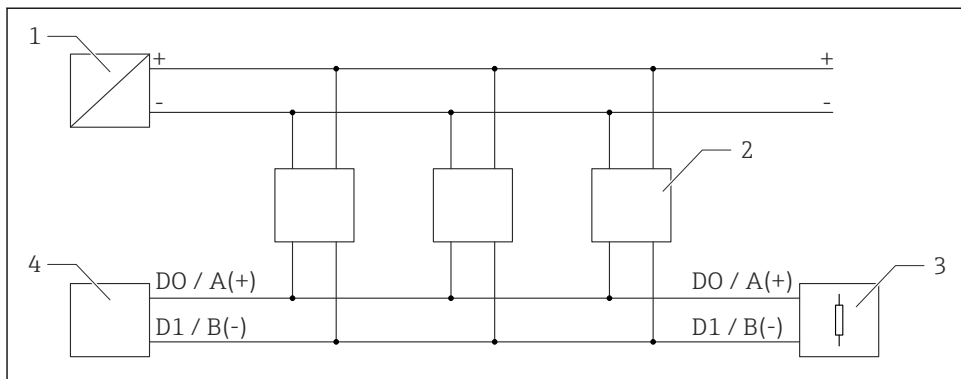 1
+
+
-
-
2
4
DO / A(+)
DO / A(+)
3
D1 / B(-)
D1 / B(-)